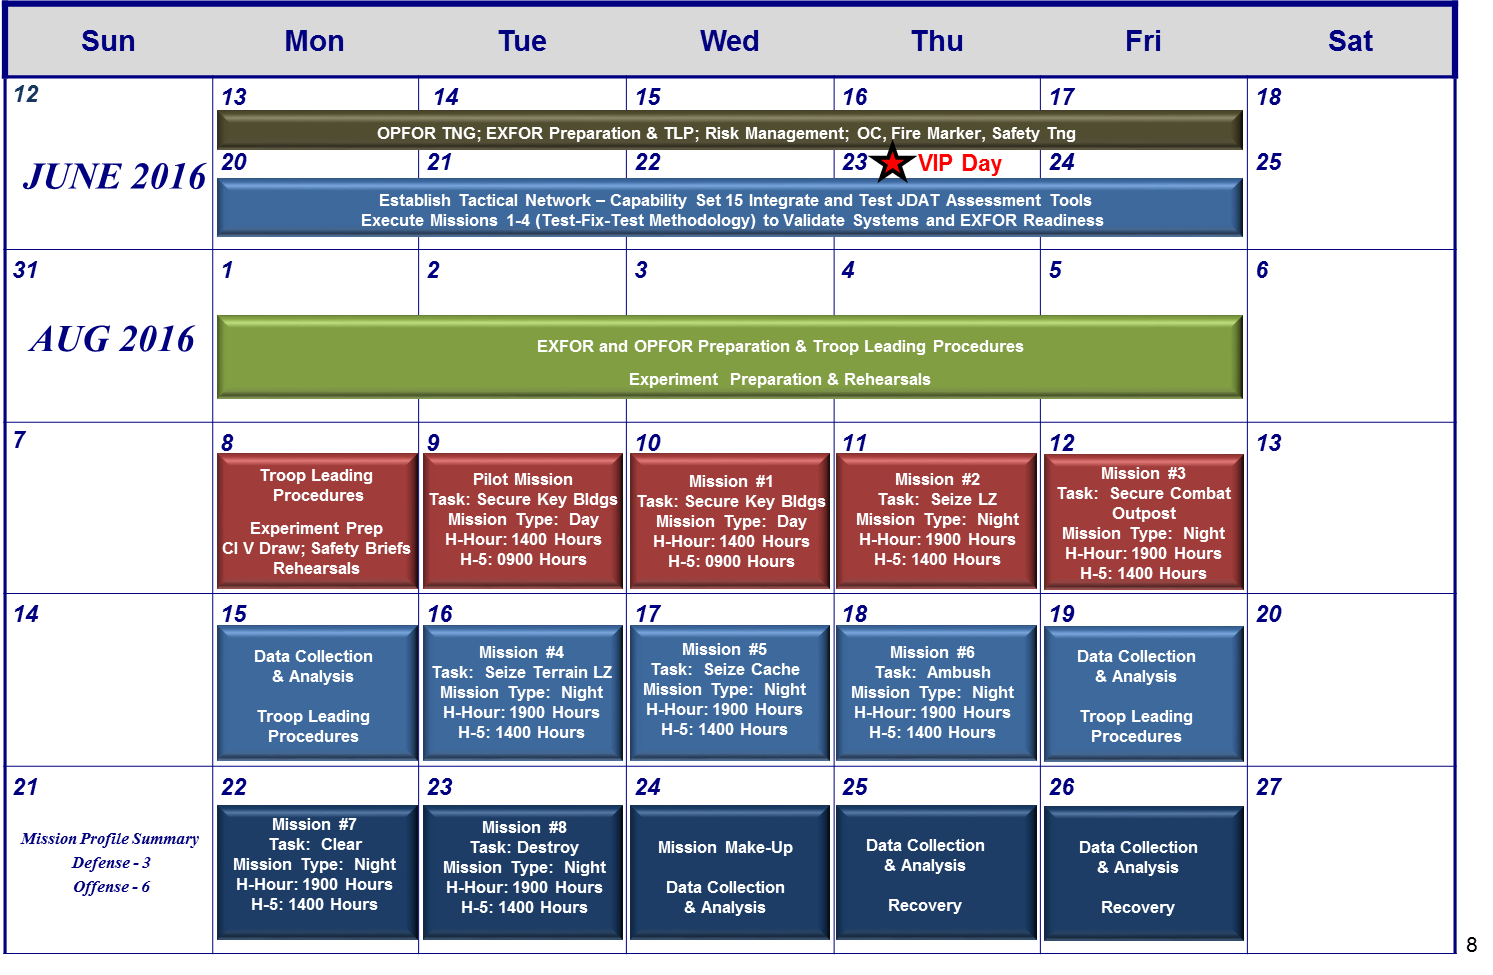 Sun Mon Tue Wed Thu Fri Sat
12 13 14 15 16 17 18
OPFOR TNG; EXFOR Preparation & TLP; Risk Management; OC, Fire Marker, Safety Tng
JUNE 2016
20 21 22 23 VIP Day 24 25
Establish Tactical Network – Capability Set 15 Integrate and Test JDAT Assessment Tools
Execute Missions 1-4 (Test-Fix-Test Methodology) to Validate Systems and EXFOR Readiness
31 1 2 3 4 5 6
AUG 2016
EXFOR and OPFOR Preparation & Troop Leading Procedures
Experiment Preparation & Rehearsals
7
8
Troop Leading
Procedures
Experiment Prep
CI V Draw; Safety Briefs
Rehearsals
9
Pilot Mission
Task: Secure Key Bldgs
Mission Type: Day
H-Hour: 1400 Hours
H-5: 0900 Hours
10
Mission #1
Task: Secure Key Bldgs
Mission Type: Day
H-Hour: 1400 Hours
H-5: 0900 Hours
11
Mission #2
Task: Seize LZ
Mission Type: Night
H-Hour: 1900 Hours
H-5: 1400 Hours
12
Mission #3
Task: Secure Combat
Outpost
Mission Type: Night
H-Hour: 1900 Hours
H-5: 1400 Hours
13
14
15
Data Collection
& Analysis
Troop Leading
Procedures
16
Mission #4
Task: Seize Terrain LZ
Mission Type: Night
H-Hour: 1900 Hours
H-5: 1400 Hours
17
Mission #5
Task: Seize Cache
Mission Type: Night
H-Hour: 1900 Hours
H-5: 1400 Hours
18
Mission #6
Task: Ambush
Mission Type: Night
H-Hour: 1900 Hours
H-5: 1400 Hours
19
Data Collection
& Analysis
Troop Leading
Procedures
20
21
Mission Profile Summary
Defense - 3
Offense - 6
22
Mission #7
Task: Clear
Mission Type: Night
H-Hour: 1900 Hours
H-5: 1400 Hours
23
Mission #8
Task: Destroy
Mission Type: Night
H-Hour: 1900 Hours
H-5: 1400 Hours
24
Mission Make-Up
Data Collection
& Analysis
25
Data Collection
& Analysis
Recovery
26
Data Collection
& Analysis
Recovery
27
8